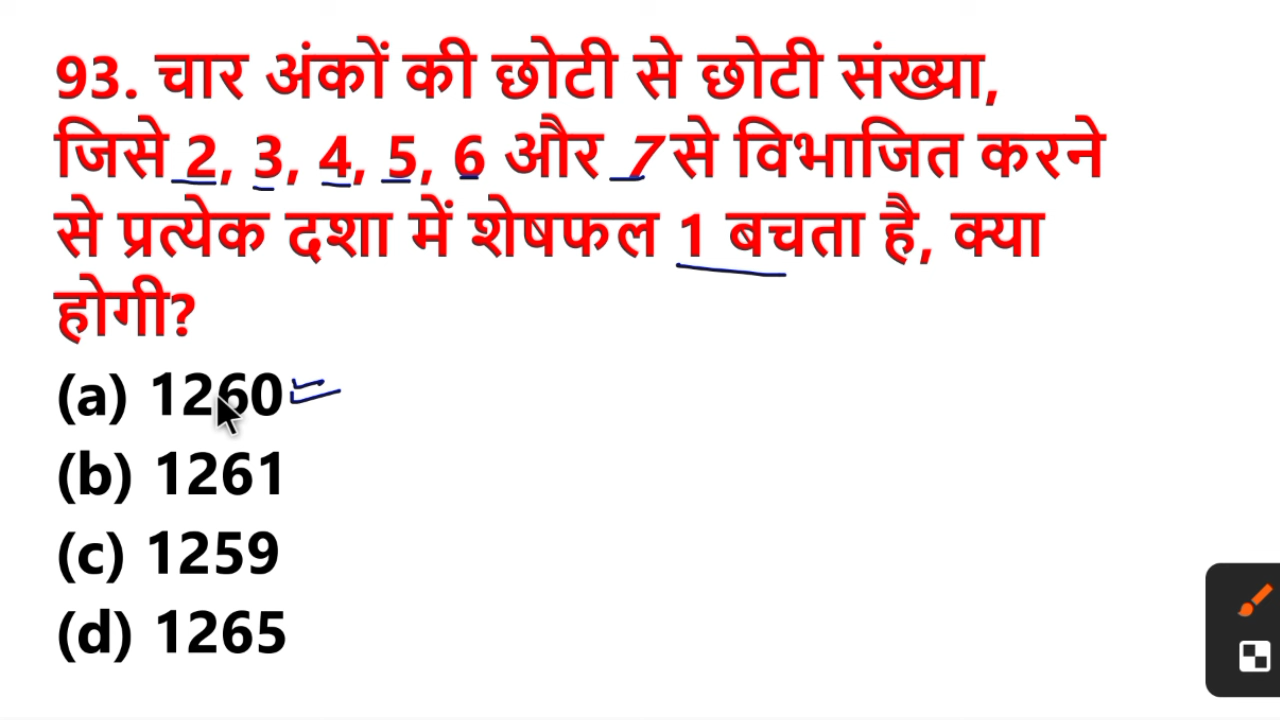 93. चार अंकों की छोटी से छोटी संख्या,
जिसे 2, 3, 4, 5, 6 और 7 से विभाजित करने
से प्रत्येक दशा में शेषफल 1 बचता है, क्या
होगी?
(a) 1260
(b) 1261
(c) 1259
(d) 1265